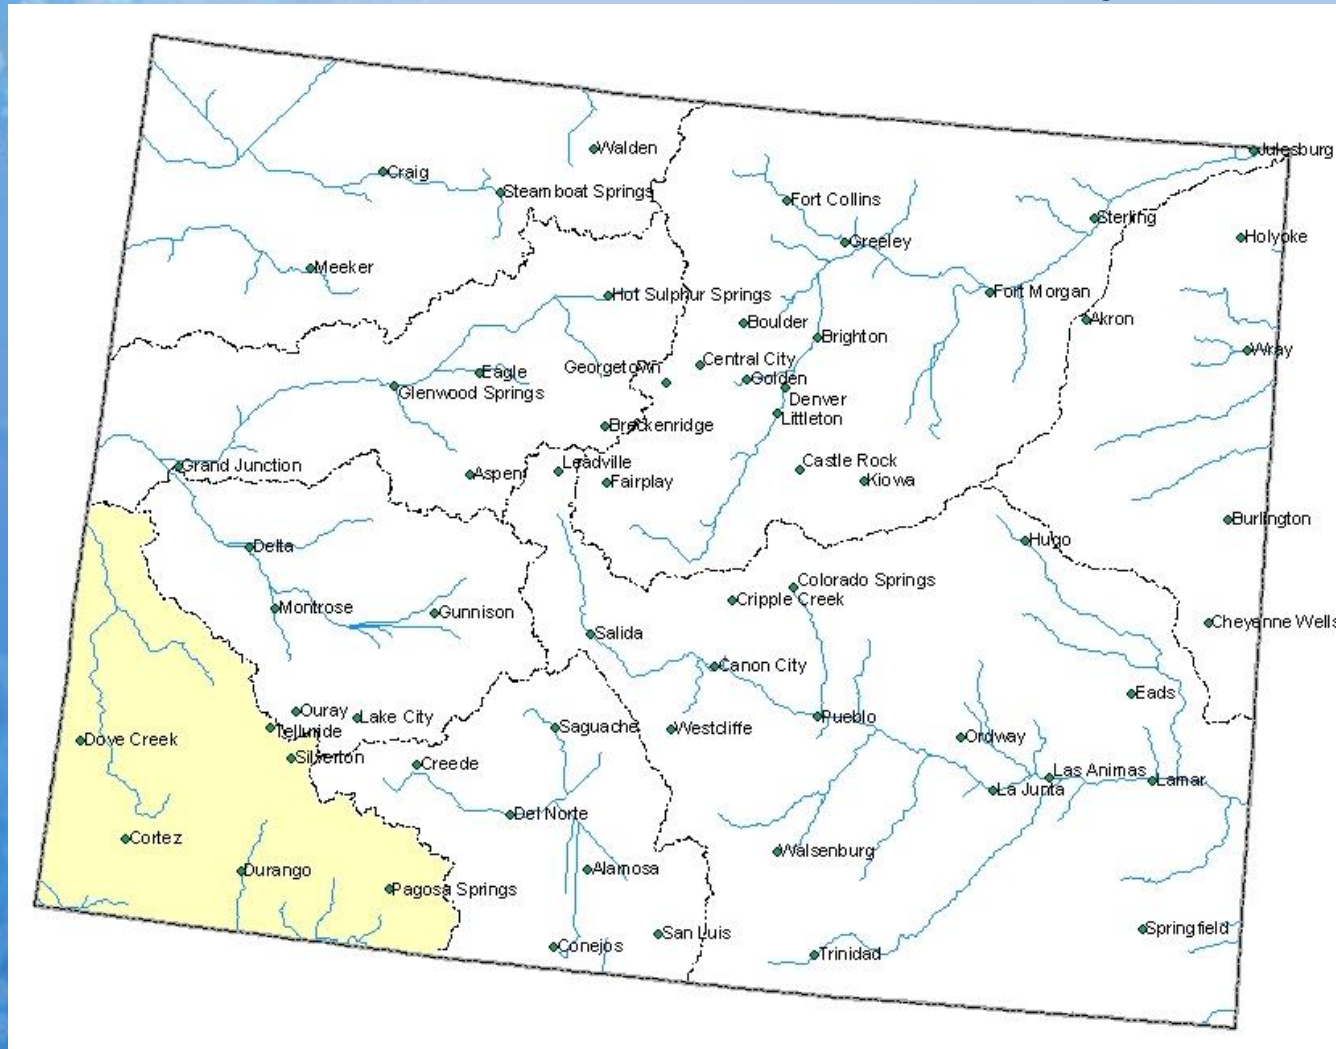 Julesburg
Walden
Craig
Steamboat Springs
Fort Collins
Sterling
Holyoke
Greeley
Meeker
Hot Sulphur Springs
Fort Morgan
Boulder
Akron
Brighton
Wray
Central City
Georgetown
Eagle
Golden
Glenwood Springs
Denver
Littleton
Breckenridge
Castle Rock
Leadville
Grand Junction
Aspen
Fairplay
Kiowa
Burlington
Hugo
Delta
Colorado Springs
Cripple Creek
Montrose
Gunnison
Cheyenne Wells
Salida
Canon City
Eads
Ouray
Lake City
Pueblo
Telluride
Saguache
Westcliffe
Ordway
Dove Creek
Silverton
Creede
Las Animas
Lamar
La Junta
Del Norte
Cortez
Walsenburg
Durango
Alamosa
Pagosa Springs
Springfield
San Luis
Conejos
Trinidad